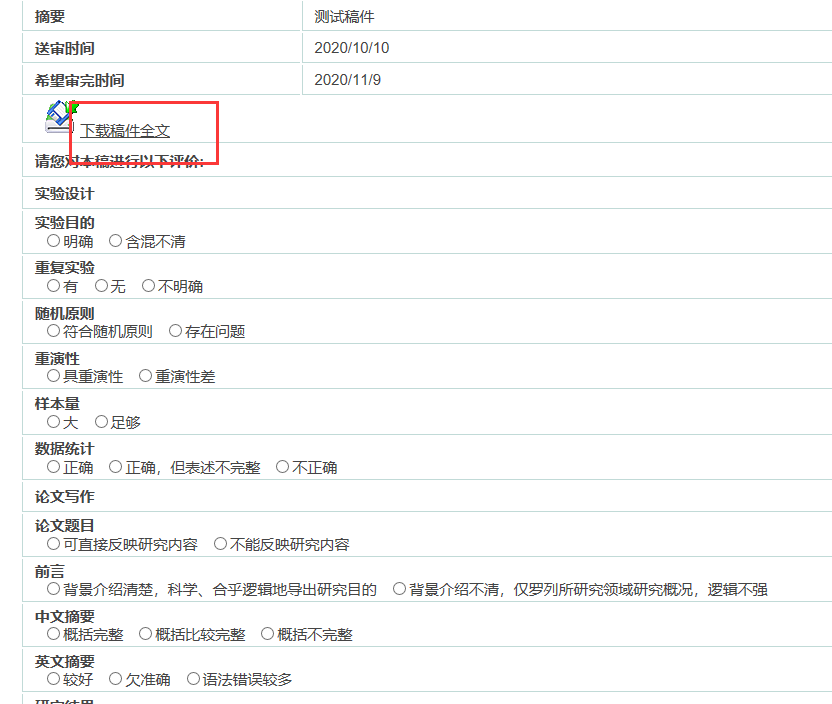 摘要 测试稿件
送审时间 2020/10/10
希望审完时间 2020/11/9
下载稿件全文
请您对本稿进行以下评价:
实验设计
实验目的
明确 含混不清
重复实验
有 无 不明确
随机原则
符合随机原则 存在问题
重演性
具重演性 重演性差
样本量
大 足够
数据统计
正确 正确，但表述不完整 不正确
论文写作
论文题目
可直接反映研究内容 不能反映研究内容
前言
背景介绍清楚，科学、合乎逻辑地导出研究目的 背景介绍不清，仅罗列所研究领域研究概况，逻辑不强
中文摘要
概括完整 概括比较完整 概括不完整
英文摘要
较好 欠准确 语法错误较多